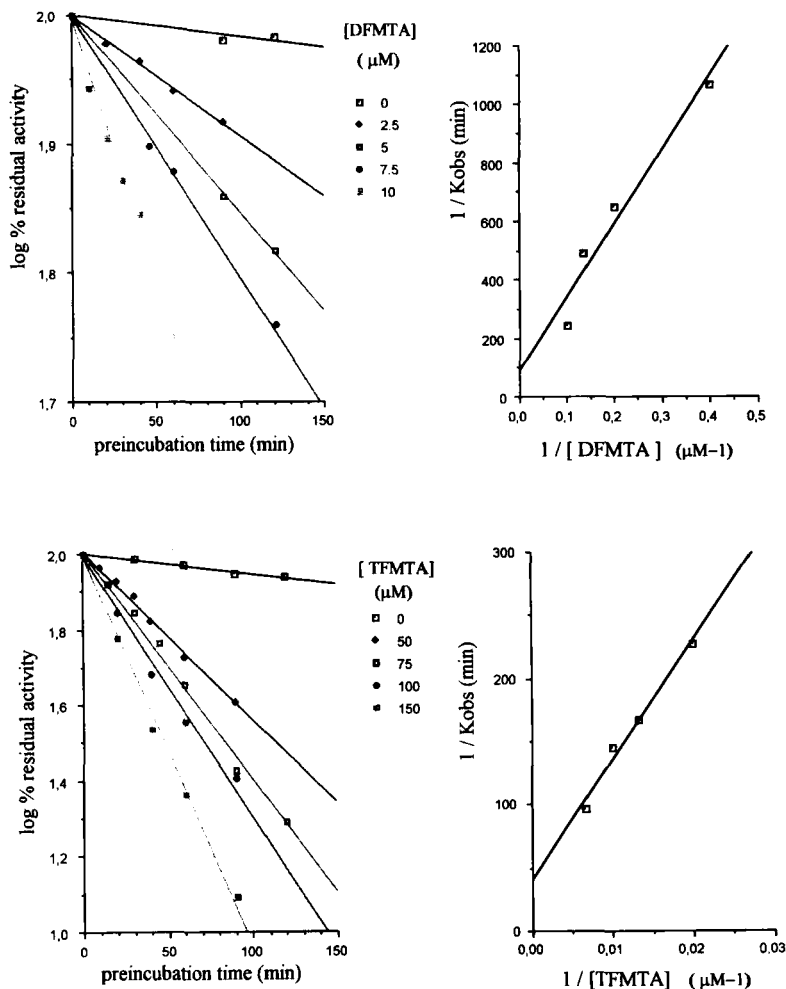 2,0
1,9
1,8
1,7
log % residual activity
0 50 100 150
preincubation time (min)
[DFMTA]
( μM)
0
2.5
5
7.5
10
1200
1000
800
600
400
200
0
1 / Kobs (min)
0,0 0,1 0,2 0,3 0,4 0,5
1 / [ DFMTA ] (μM-1)
2,0
1,8
1,6
1,4
1,2
1,0
log % residual activity
0 50 100 150
preincubation time (min)
[ TFMTA]
(μM)
0
50
75
100
150
300
200
100
0
1 / Kobs (min)
0,00 0,01 0,02 0,03
1 / [TFMTA] ( μM-1)